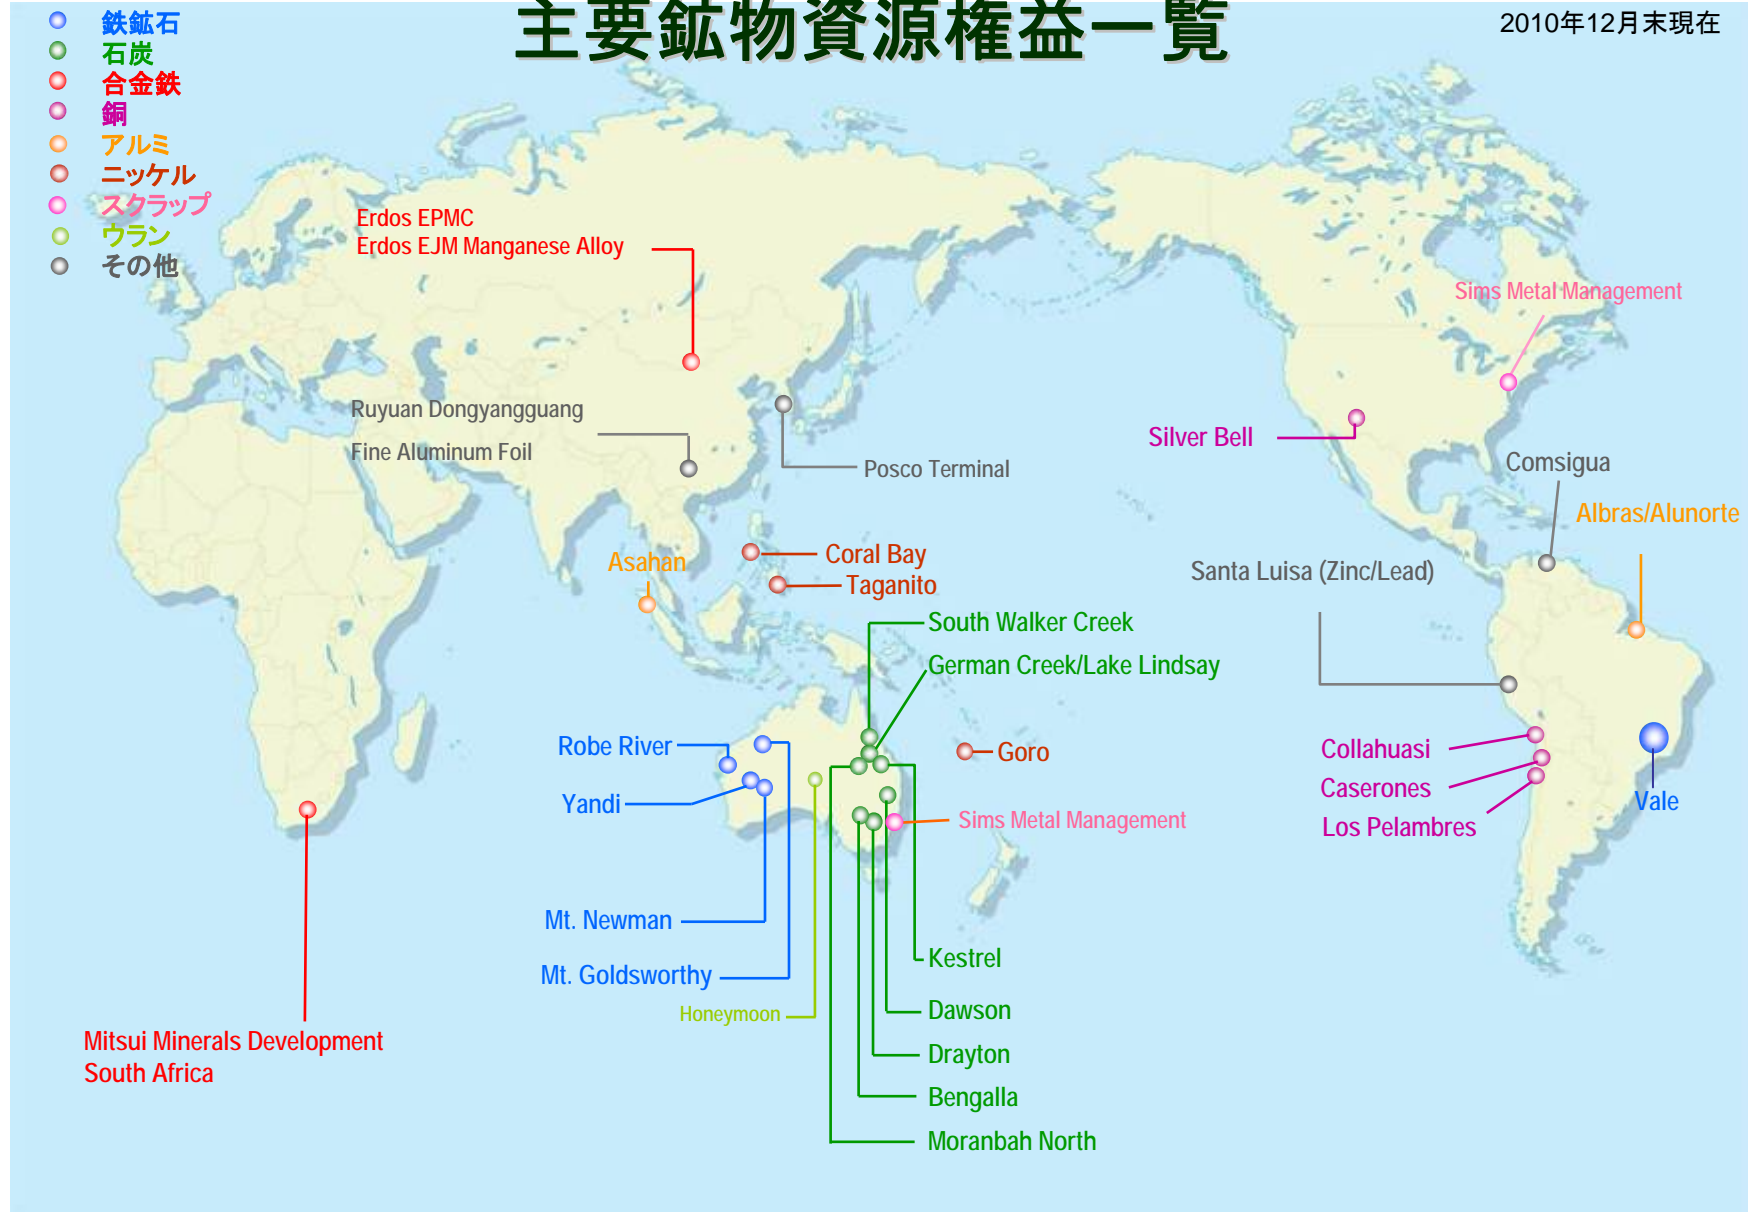 主要鉱物資源権益一覧
2010年12月末現在
鉄鉱石
石炭
合金鉄
銅
アルミ
ニッケル
スクラップ
ウラン
その他
Erdos EPMC
Erdos EJM Manganese Alloy
Sims Metal Management
Ruyuan Dongyangguang
Fine Aluminum Foil
Posco Terminal
Silver Bell
Comsigua
Albras/Alunorte
Asahan
Coral Bay
Taganito
Santa Luisa (Zinc/Lead)
South Walker Creek
German Creek/Lake Lindsay
Robe River
Goro
Collahuasi
Yandi
Caserones
Vale
Sims Metal Management
Los Pelambres
Mt. Newman
Kestrel
Mt. Goldsworthy
Honeymoon
Dawson
Mitsui Minerals Development
South Africa
Drayton
Bengalla
Moranbah North